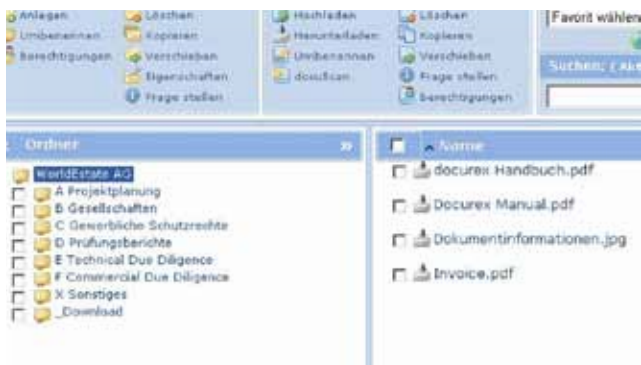 Anlegen
Umbenennen
Berechtigungen
Löschen
Kopieren
Verschieben
Eigenschaften
Frage stellen
Hochladen
Herunterladen
Umbenennen
docuScan
Löschen
Kopieren
Verschieben
Frage stellen
Berechtigungen
Favorit wählen
Suchen:
Ordner »
WorldEstate AG
A Projektplanung
B Gesellschaften
C Gewerbliche Schutzrechte
D Prüfungsberichte
E Technical Due Diligence
F Commercial Due Diligence
X Sonstiges
_Download
Name
docurex Handbuch.pdf
Docurex Manual.pdf
Dokumentinformationen.jpg
Invoice.pdf